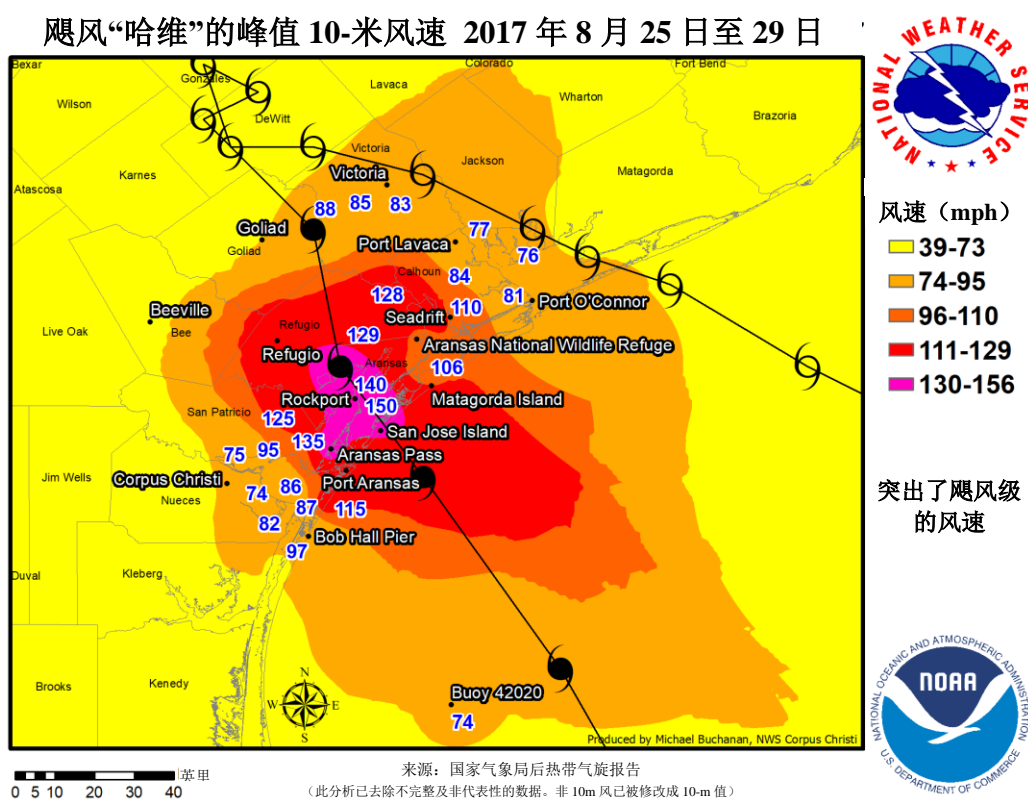 飓风“哈维”的峰值 10-米风速 2017 年 8 月 25 日至 29 日
NATIONAL WEATHER SERVICE
Bexar
Gonzales
Colorado
Fort Bend
Wilson
Lavaca
Wharton
DeWitt
Brazoria
Victoria
Karnes
Jackson
Matagorda
Victoria
Atascosa
88
85
83
风速（mph）
Goliad
77
39-73
Goliad
Port Lavaca
76
Calhoun
84
74-95
128
81
Port O'Connor
Beeville
110
Seadrift
96-110
Live Oak
Bee
Refugio
129
Aransas National Wildlife Refuge
111-129
Refugio
Aransas
106
140
130-156
Rockport
150
Matagorda Island
San Patricio
125
San Jose Island
135
75
95
Aransas Pass
Jim Wells
Corpus Christi
Port Aransas
突出了飓风级
的风速
74
86
Nueces
87
115
82
Bob Hall Pier
97
Duval
Kleberg
NATIONAL OCEANIC AND ATMOSPHERIC ADMINISTRATION
NOAA
U.S. DEPARTMENT OF COMMERCE
N
Brooks
Kenedy
Buoy 42020
W
E
74
S
Produced by Michael Buchanan, NWS Corpus Christi
英里
0 5 10 20 30 40
来源：国家气象局后热带气旋报告
（此分析已去除不完整及非代表性的数据。非 10m 风已被修改成 10-m 值）